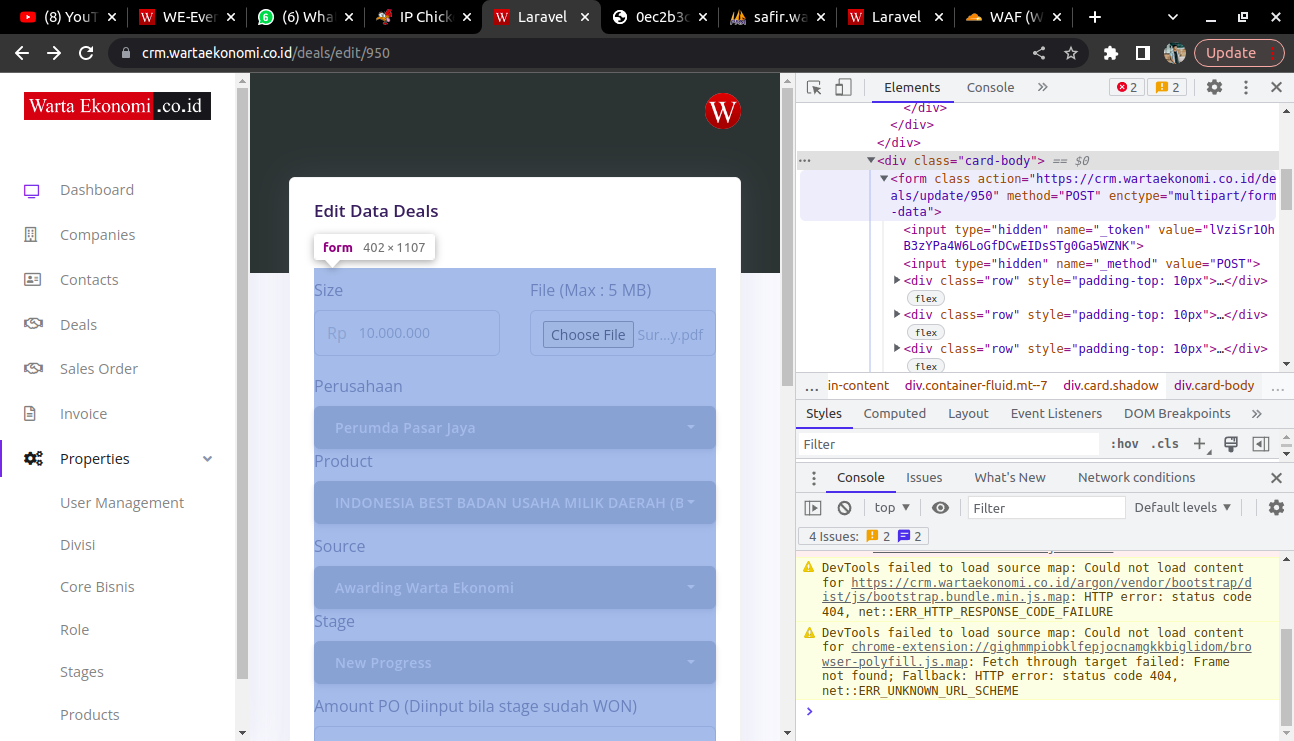 (8) YouT
WE-Ever
(6) Wha
IP Chick
Laravel
0ec2b3c
safir.wa
Laravel
WAF (W
crm.wartaekonomi.co.id/deals/edit/950
Update
Warta Ekonomi .co.id
Dashboard
Companies
Contacts
Deals
Sales Order
Invoice
Properties
User Management
Divisi
Core Bisnis
Role
Stages
Products
W
Edit Data Deals
form 402 × 1107
Size
File (Max : 5 MB)
Rp 10.000.000
Choose File Sur...y.pdf
Perusahaan
Perumda Pasar Jaya
Product
INDONESIA BEST BADAN USAHA MILIK DAERAH (B
Source
Awarding Warta Ekonomi
Stage
New Progress
Amount PO (Diinput bila stage sudah WON)
Elements
Console
2
2
</div>
</div>
</div>
<div class="card-body"> == $0
<form class action="https://crm.wartaekonomi.co.id/de
als/update/950" method="POST" enctype="multipart/form
-data">
<input type="hidden" name="_token" value="lVziSr1Oh
B3zYPa4W6LoGfDCwEIDsSTg0Ga5WZNK">
<input type="hidden" name="_method" value="POST">
<div class="row" style="padding-top: 10px">…</div>
flex
<div class="row" style="padding-top: 10px">…</div>
flex
<div class="row" style="padding-top: 10px">…</div>
flex
... in-content div.container-fluid.mt--7 div.card.shadow div.card-body ...
Styles Computed Layout Event Listeners DOM Breakpoints
Filter
:hov .cls
Console Issues What's New Network conditions
top
Filter
Default levels
4 Issues: 2 2
DevTools failed to load source map: Could not load content
for https://crm.wartaekonomi.co.id/argon/vendor/bootstrap/d
ist/js/bootstrap.bundle.min.js.map: HTTP error: status code
404, net::ERR_HTTP_RESPONSE_CODE_FAILURE
DevTools failed to load source map: Could not load content
for chrome-extension://gighmmpiobklfepjocnamgkkbiglidom/bro
wser-polyfill.js.map: Fetch through target failed: Frame
not found; Fallback: HTTP error: status code 404,
net::ERR_UNKNOWN_URL_SCHEME